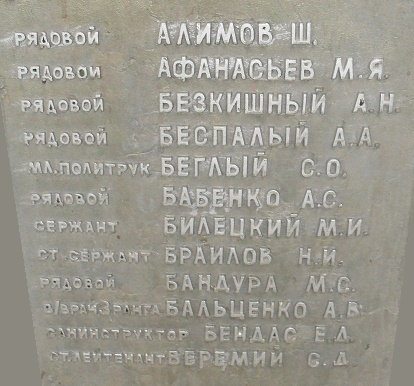 РЯДОВОЙ АЛИМОВ Ш.
РЯДОВОЙ АФАНАСЬЕВ М.Я.
РЯДОВОЙ БЕЗКИШНЫЙ А.Н.
РЯДОВОЙ БЕСПАЛЫЙ А.А.
МЛ.ПОЛИТРУК БЕГЛЫЙ С.О.
РЯДОВОЙ БАБЕНКО А.С.
СЕРЖАНТ БИЛЕЦКИЙ М.И.
СТ.СЕРЖАНТ БРАИЛОВ Н.И.
РЯДОВОЙ БАНДУРА М.С.
В/ВРАЧ 3 РАНГА БАЛЬЦЕНКО А.В.
САНИНСТРУКТОР БЕНДАС Е.Д.
СТ.ЛЕЙТЕНАНТ БЕРЕМИЙ С.Д.